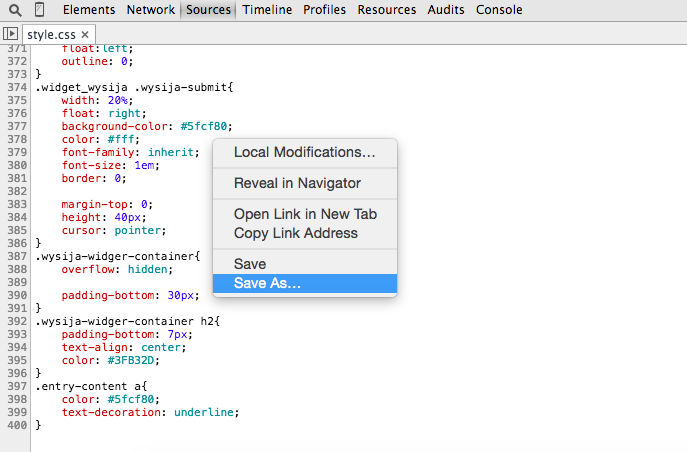 Elements Network Sources Timeline Profiles Resources Audits Console
style.css ×
371 float:left;
372 outline: 0;
373 }
374 .widget_wysija .wysija-submit{
375 width: 20%;
376 float: right;
377 background-color: #5fcf80;
378 color: #fff;
379 font-family: inherit;
380 font-size: 1em;
381 border: 0;
382
383 margin-top: 0;
384 height: 40px;
385 cursor: pointer;
386 }
387 .wysija-widger-container{
388 overflow: hidden;
389
390 padding-bottom: 30px;
391 }
392 .wysija-widger-container h2{
393 padding-bottom: 7px;
394 text-align: center;
395 color: #3FB32D;
396 }
397 .entry-content a{
398 color: #5fcf80;
399 text-decoration: underline;
400 }
Local Modifications…
Reveal in Navigator
Open Link in New Tab
Copy Link Address
Save
Save As…